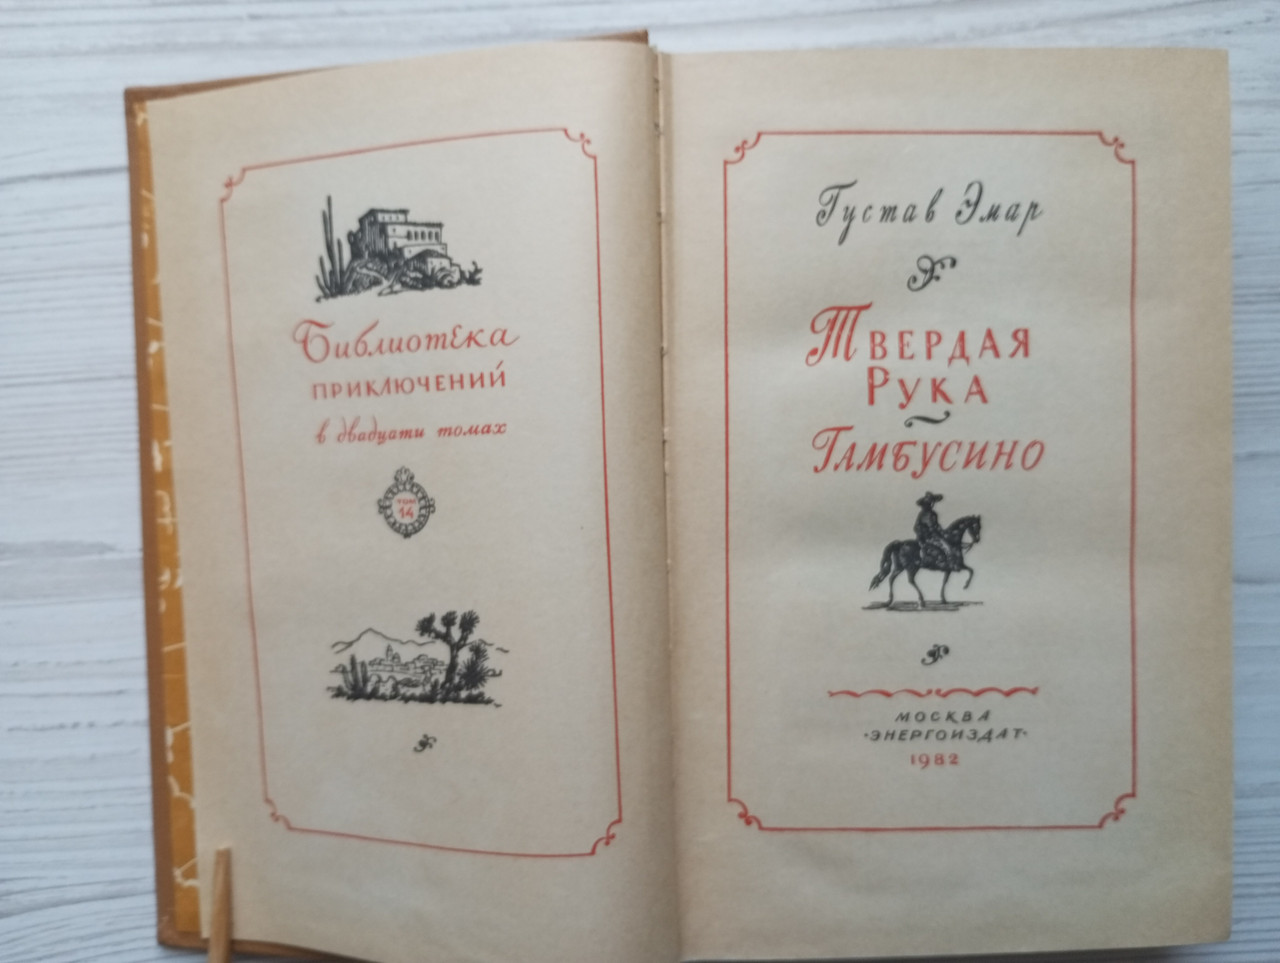 Библиотека
приключений
в двадцати томах
том
14
Густав Эмар
Твердая
Рука
Гамбусино
Москва
·Энергоиздат·
1982